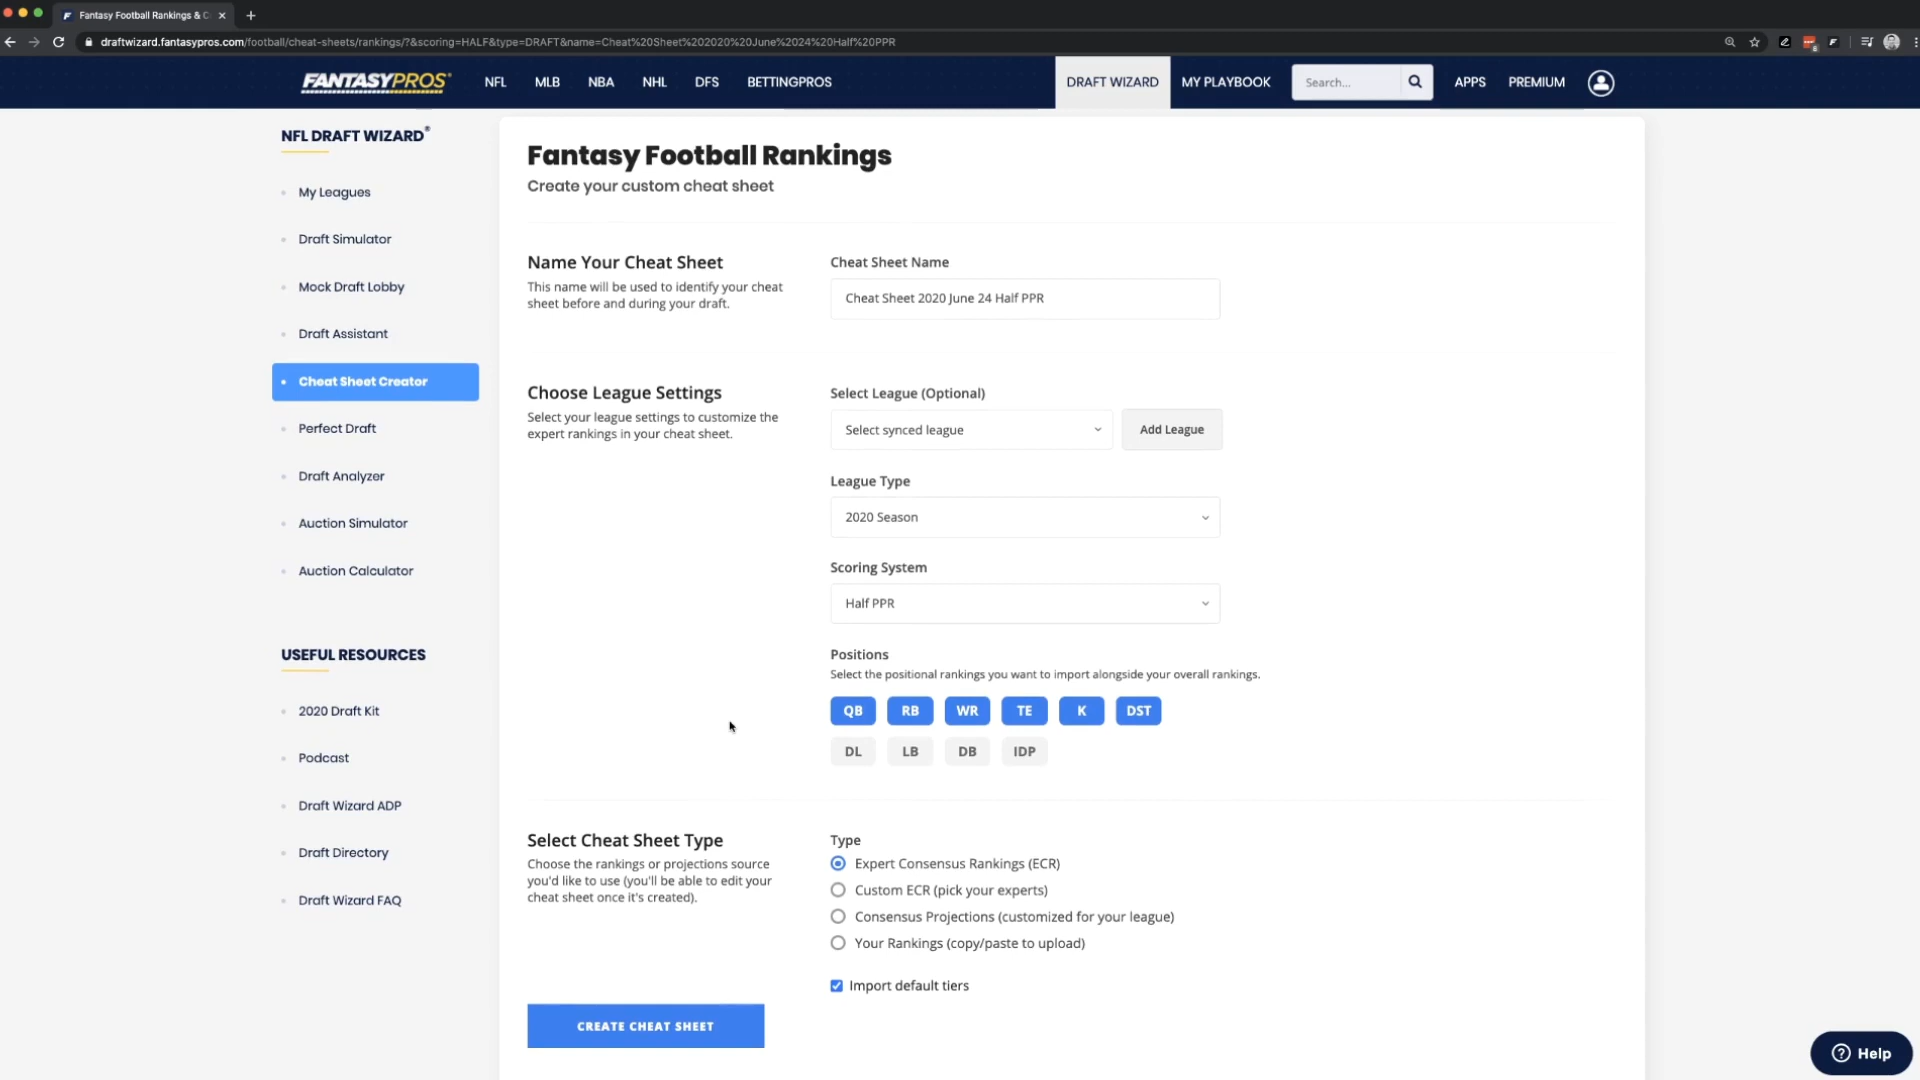 Fantasy Football Rankings & C
draftwizard.fantasypros.com/football/cheat-sheets/rankings/?&scoring=HALF&type=DRAFT&name=Cheat%20Sheet%202020%20June%2024%20Half%20PPR
FANTASYPROS NFL MLB NBA NHL DFS BETTINGPROS DRAFT WIZARD MY PLAYBOOK Search... APPS PREMIUM
NFL DRAFT WIZARD®
My Leagues
Draft Simulator
Mock Draft Lobby
Draft Assistant
Cheat Sheet Creator
Perfect Draft
Draft Analyzer
Auction Simulator
Auction Calculator
USEFUL RESOURCES
2020 Draft Kit
Podcast
Draft Wizard ADP
Draft Directory
Draft Wizard FAQ
Fantasy Football Rankings
Create your custom cheat sheet
Name Your Cheat Sheet
This name will be used to identify your cheat
sheet before and during your draft.
Cheat Sheet Name
Cheat Sheet 2020 June 24 Half PPR
Choose League Settings
Select your league settings to customize the
expert rankings in your cheat sheet.
Select League (Optional)
Select synced league
Add League
League Type
2020 Season
Scoring System
Half PPR
Positions
Select the positional rankings you want to import alongside your overall rankings.
QB RB WR TE K DST
DL LB DB IDP
Select Cheat Sheet Type
Choose the rankings or projections source
you'd like to use (you'll be able to edit your
cheat sheet once it's created).
Type
Expert Consensus Rankings (ECR)
Custom ECR (pick your experts)
Consensus Projections (customized for your league)
Your Rankings (copy/paste to upload)
Import default tiers
CREATE CHEAT SHEET
Help